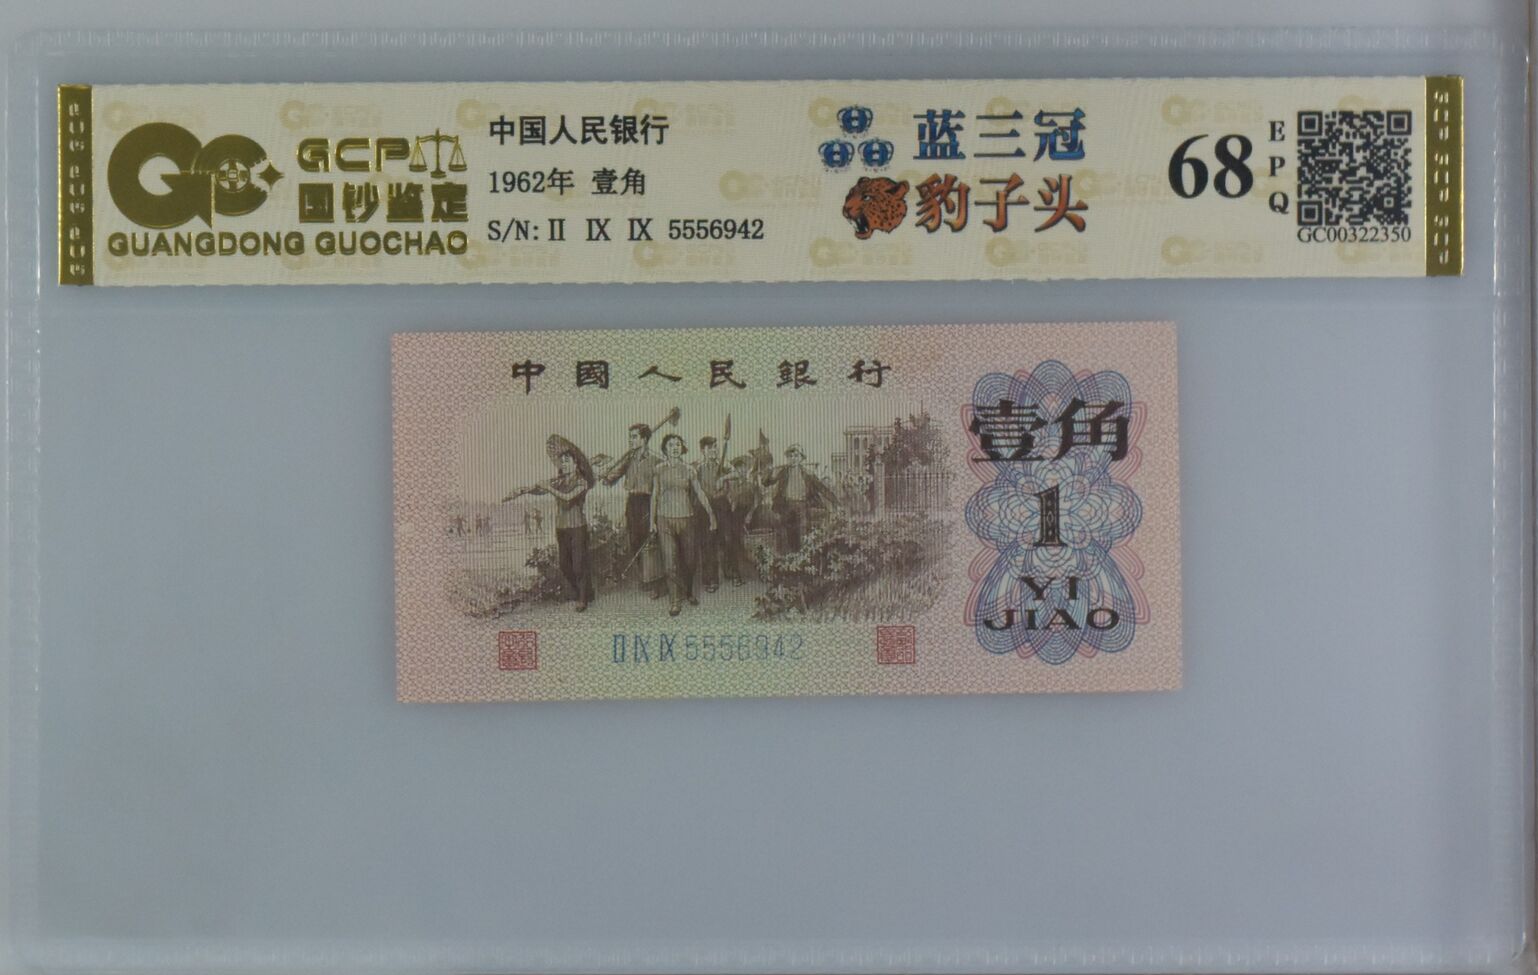 GCP
国钞鉴定
GUANGDONG GUOCHAO
中国人民银行
1962年 壹角
S/N: II IX IX 5556942
蓝三冠
豹子头
68
EPQ
GC00322350
中國人民銀行
壹角
1
YI
JIAO
II IX IX 5556942